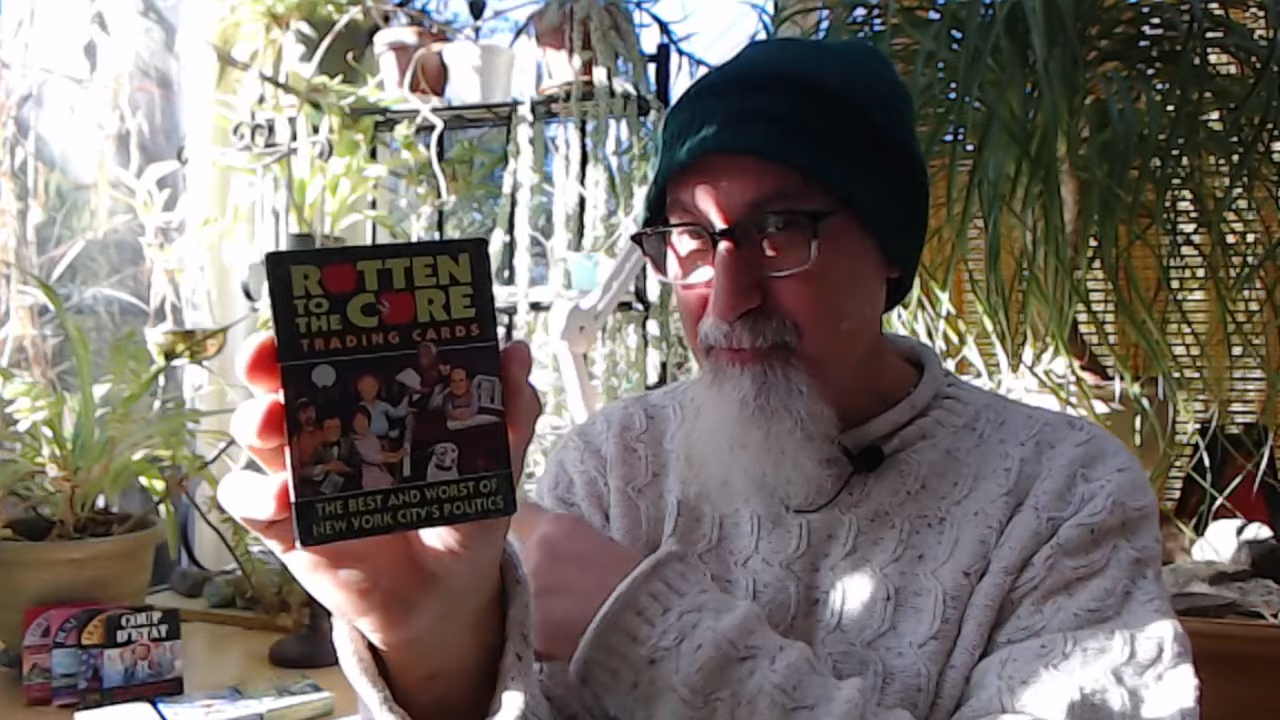 ROTTEN
TO
THE CORE
TRADING CARDS
THE BEST AND WORST OF
NEW YORK CITY'S POLITICS
COUP
D'ETAT